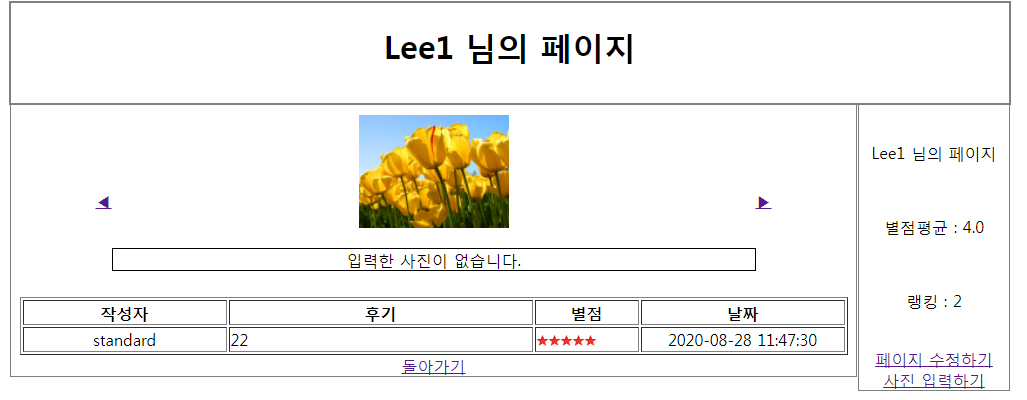 Lee1 님의 페이지
◀ ▶
입력한 사진이 없습니다.
작성자 후기 별점 날짜
standard 22 ★★★★★ 2020-08-28 11:47:30
돌아가기
Lee1 님의 페이지
별점평균 : 4.0
랭킹 : 2
페이지 수정하기
사진 입력하기